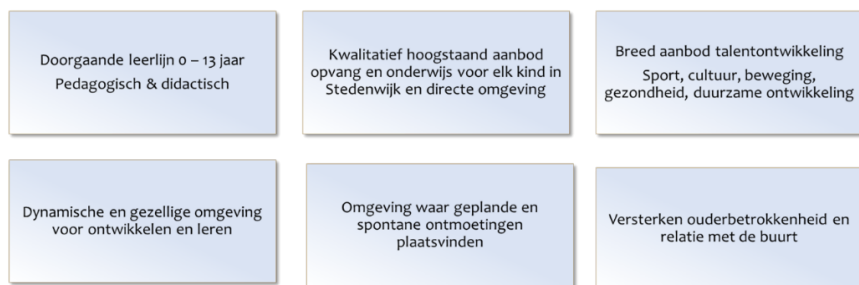 Doorgaande leerlijn 0 – 13 jaar
Pedagogisch & didactisch
Kwalitatief hoogstaand aanbod
opvang en onderwijs voor elk kind in
Stedenwijk en directe omgeving
Breed aanbod talentontwikkeling
Sport, cultuur, beweging,
gezondheid, duurzame ontwikkeling
Dynamische en gezellige omgeving
voor ontwikkelen en leren
Omgeving waar geplande en
spontane ontmoetingen
plaatsvinden
Versterken ouderbetrokkenheid en
relatie met de buurt